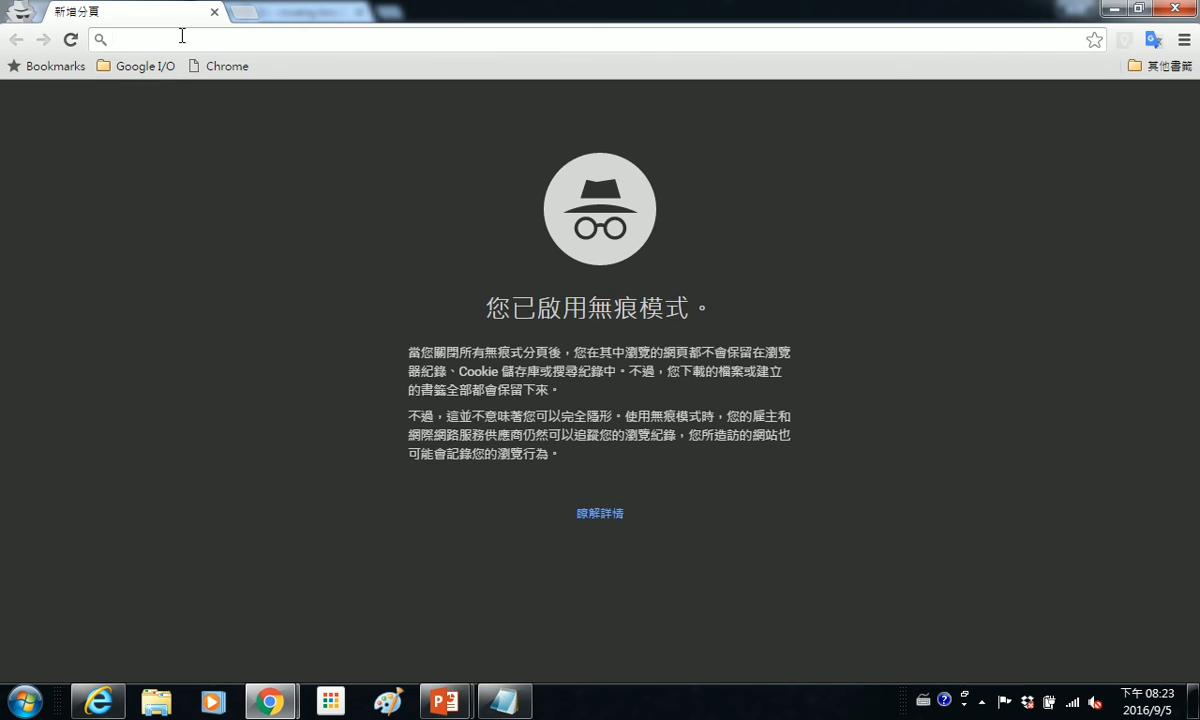 新增分頁
Bookmarks
Google I/O
Chrome
其他書籤
您已啟用無痕模式。
當您關閉所有無痕式分頁後，您在其中瀏覽的網頁都不會保留在瀏覽
器紀錄、Cookie 儲存庫或搜尋紀錄中。不過，您下載的檔案或建立
的書籤全部都會保留下來。
不過，這並不意味著您可以完全隱形。使用無痕模式時，您的雇主和
網際網路服務供應商仍然可以追蹤您的瀏覽紀錄，您所造訪的網站也
可能會記錄您的瀏覽行為。
瞭解詳情
下午 08:23
2016/9/5